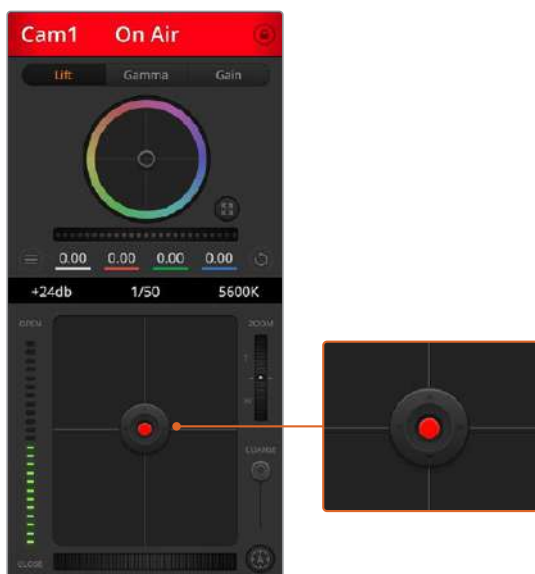 Cam1 On Air
Lift Gamma Gain
0.00 0.00 0.00 0.00
+24db 1/50 5600K
OPEN ZOOM
T
W
COARSE
CLOSE
A